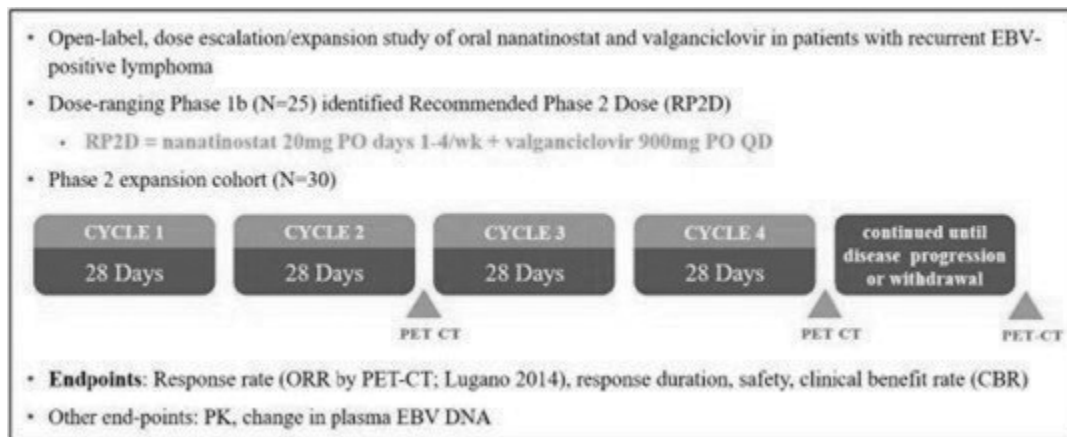 • Open-label, dose escalation/expansion study of oral nanatinostat and valganciclovir in patients with recurrent EBV-
positive lymphoma
• Dose-ranging Phase 1b (N=25) identified Recommended Phase 2 Dose (RP2D)
• RP2D = nanatinostat 20mg PO days 1-4/wk + valganciclovir 900mg PO QD
• Phase 2 expansion cohort (N=30)
CYCLE 1 CYCLE 2 CYCLE 3 CYCLE 4 continued until
disease progression
28 Days 28 Days 28 Days 28 Days or withdrawal
PET CT PET CT PET-CT
• Endpoints: Response rate (ORR by PET-CT; Lugano 2014), response duration, safety, clinical benefit rate (CBR)
• Other end-points: PK, change in plasma EBV DNA